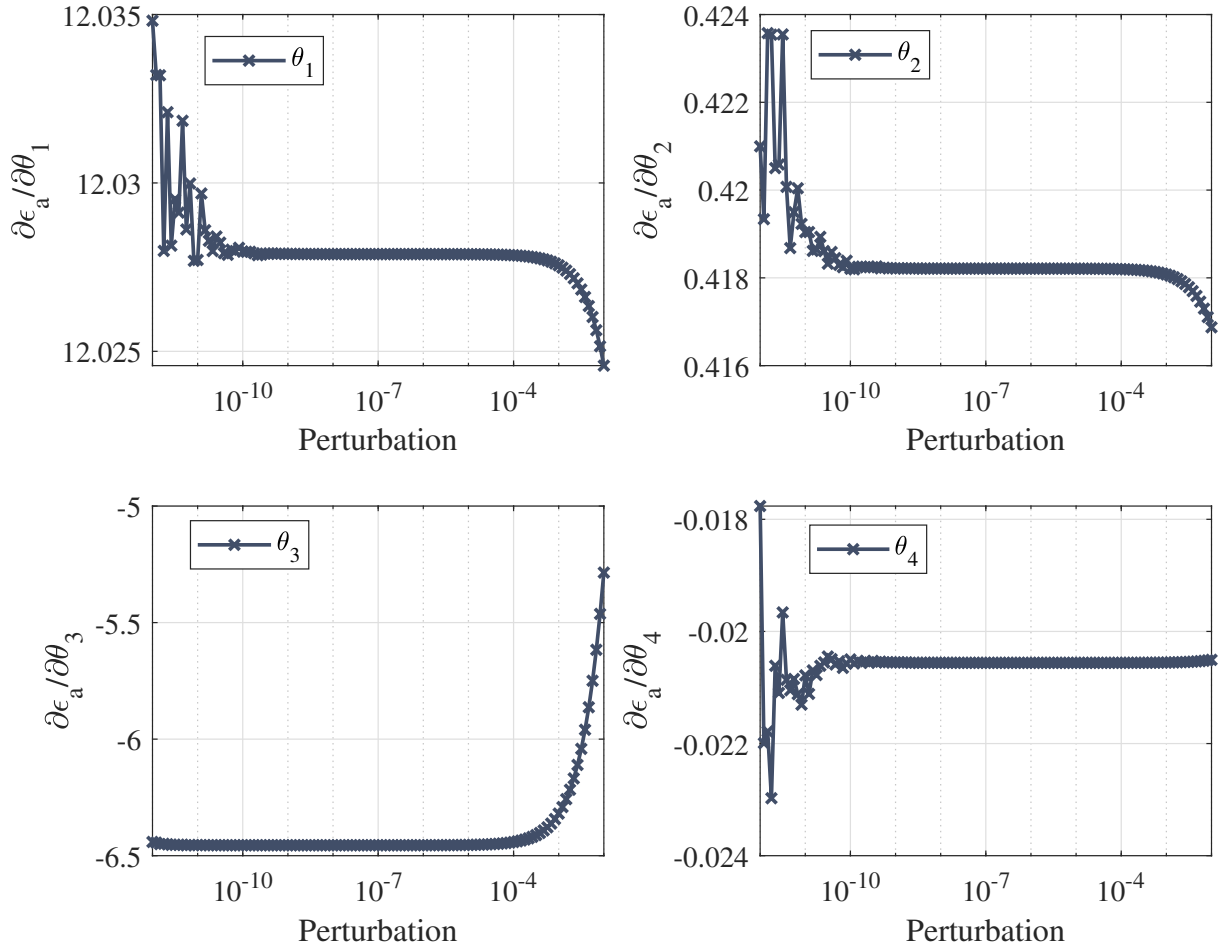 12.035
12.03
12.025
∂ϵₐ/∂θ₁
θ₁
10⁻¹⁰ 10⁻⁷ 10⁻⁴
Perturbation
0.424
0.422
0.42
0.418
0.416
∂ϵₐ/∂θ₂
θ₂
10⁻¹⁰ 10⁻⁷ 10⁻⁴
Perturbation
-5
-5.5
-6
-6.5
∂ϵₐ/∂θ₃
θ₃
10⁻¹⁰ 10⁻⁷ 10⁻⁴
Perturbation
-0.018
-0.02
-0.022
-0.024
∂ϵₐ/∂θ₄
θ₄
10⁻¹⁰ 10⁻⁷ 10⁻⁴
Perturbation